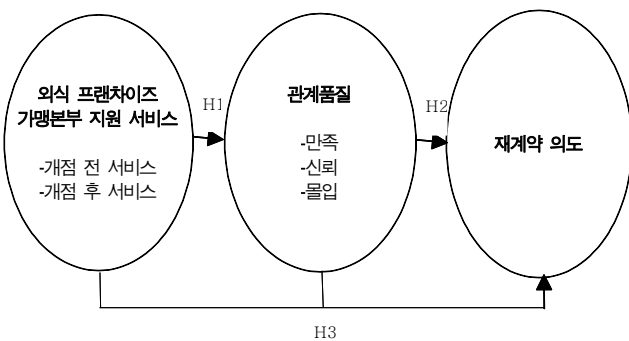 외식 프랜차이즈
가맹본부 지원 서비스
-개점 전 서비스
-개점 후 서비스
H1
관계품질
-만족
-신뢰
-몰입
H2
재계약 의도
H3